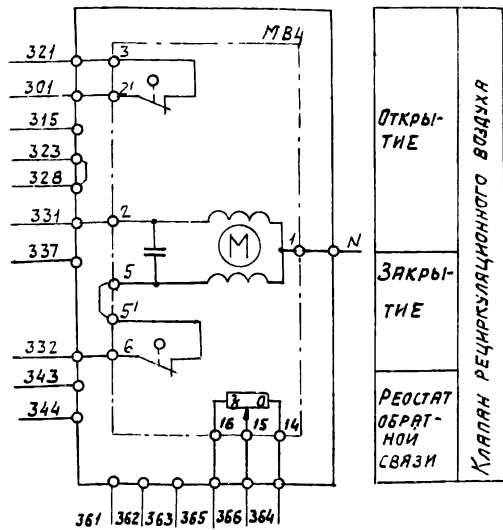 МВ4
321
3
301
2'
315
323
328
331
2
М
1
N
337
5
5'
332
6
343
344
З О
16
15
14
361
362
363
365
366
364
ОТКРЫ-
ТИЕ
ЗАКРЫ-
ТИЕ
РЕОСТАТ
ОБРАТ-
НОЙ
СВЯЗИ
КЛАПАН РЕЦИРКУЛЯЦИОННОГО ВОЗДУХА